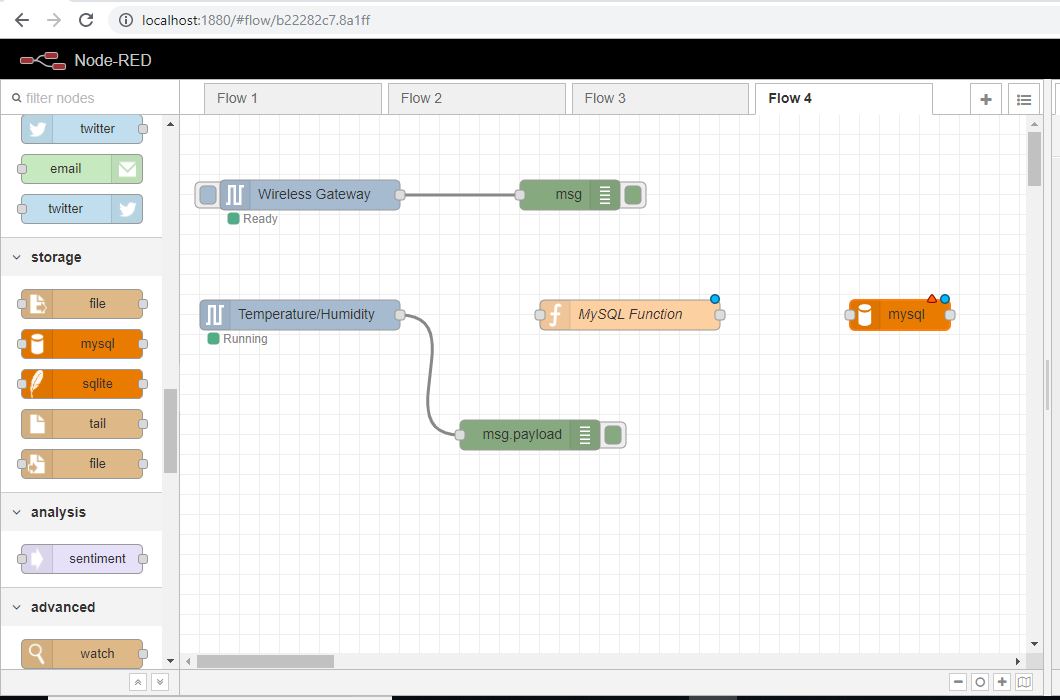 localhost:1880/#flow/b22282c7.8a1ff
Node-RED
filter nodes
Flow 1
Flow 2
Flow 3
Flow 4
twitter
email
twitter
storage
file
mysql
sqlite
tail
file
analysis
sentiment
advanced
watch
Wireless Gateway
Ready
msg
Temperature/Humidity
Running
MySQL Function
mysql
msg.payload